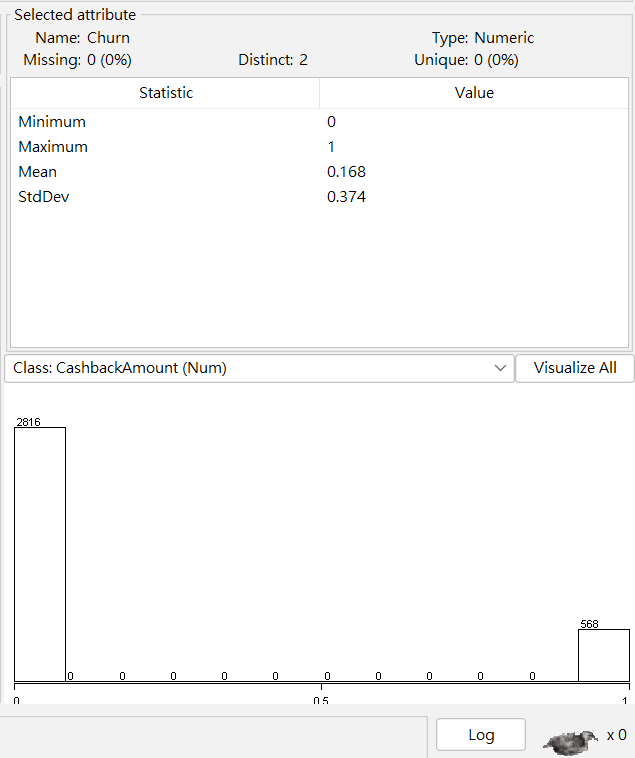 Selected attribute
Name: Churn Type: Numeric
Missing: 0 (0%) Distinct: 2 Unique: 0 (0%)
Statistic Value
Minimum 0
Maximum 1
Mean 0.168
StdDev 0.374
Class: CashbackAmount (Num) Visualize All
2816
568
0 0 0 0 0 0 0 0 0 0
0 0.5 1
Log x 0